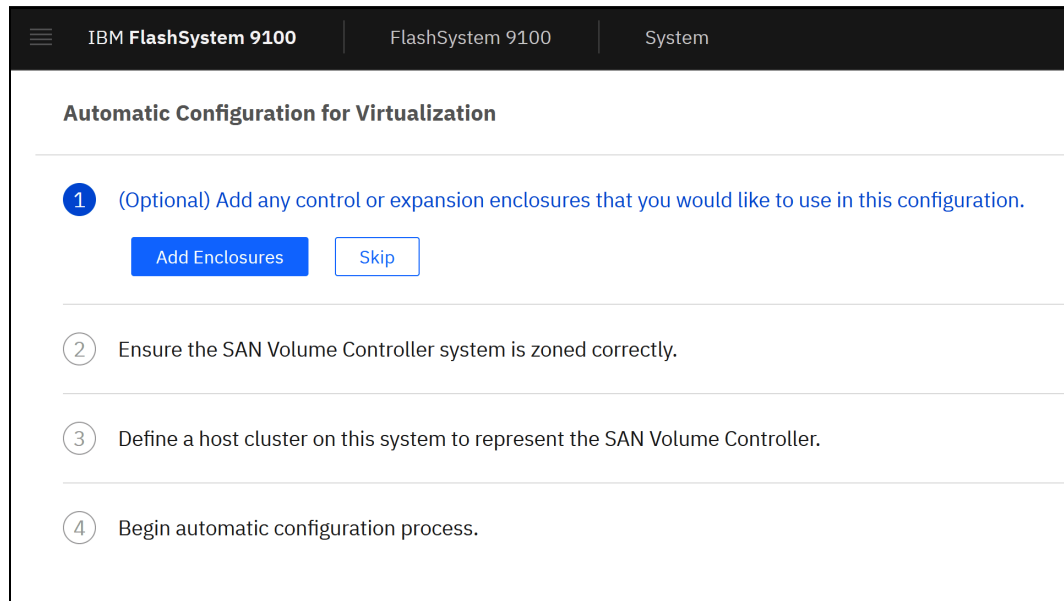 IBM FlashSystem 9100 FlashSystem 9100 System
Automatic Configuration for Virtualization
1 (Optional) Add any control or expansion enclosures that you would like to use in this configuration.
Add Enclosures Skip
2 Ensure the SAN Volume Controller system is zoned correctly.
3 Define a host cluster on this system to represent the SAN Volume Controller.
4 Begin automatic configuration process.